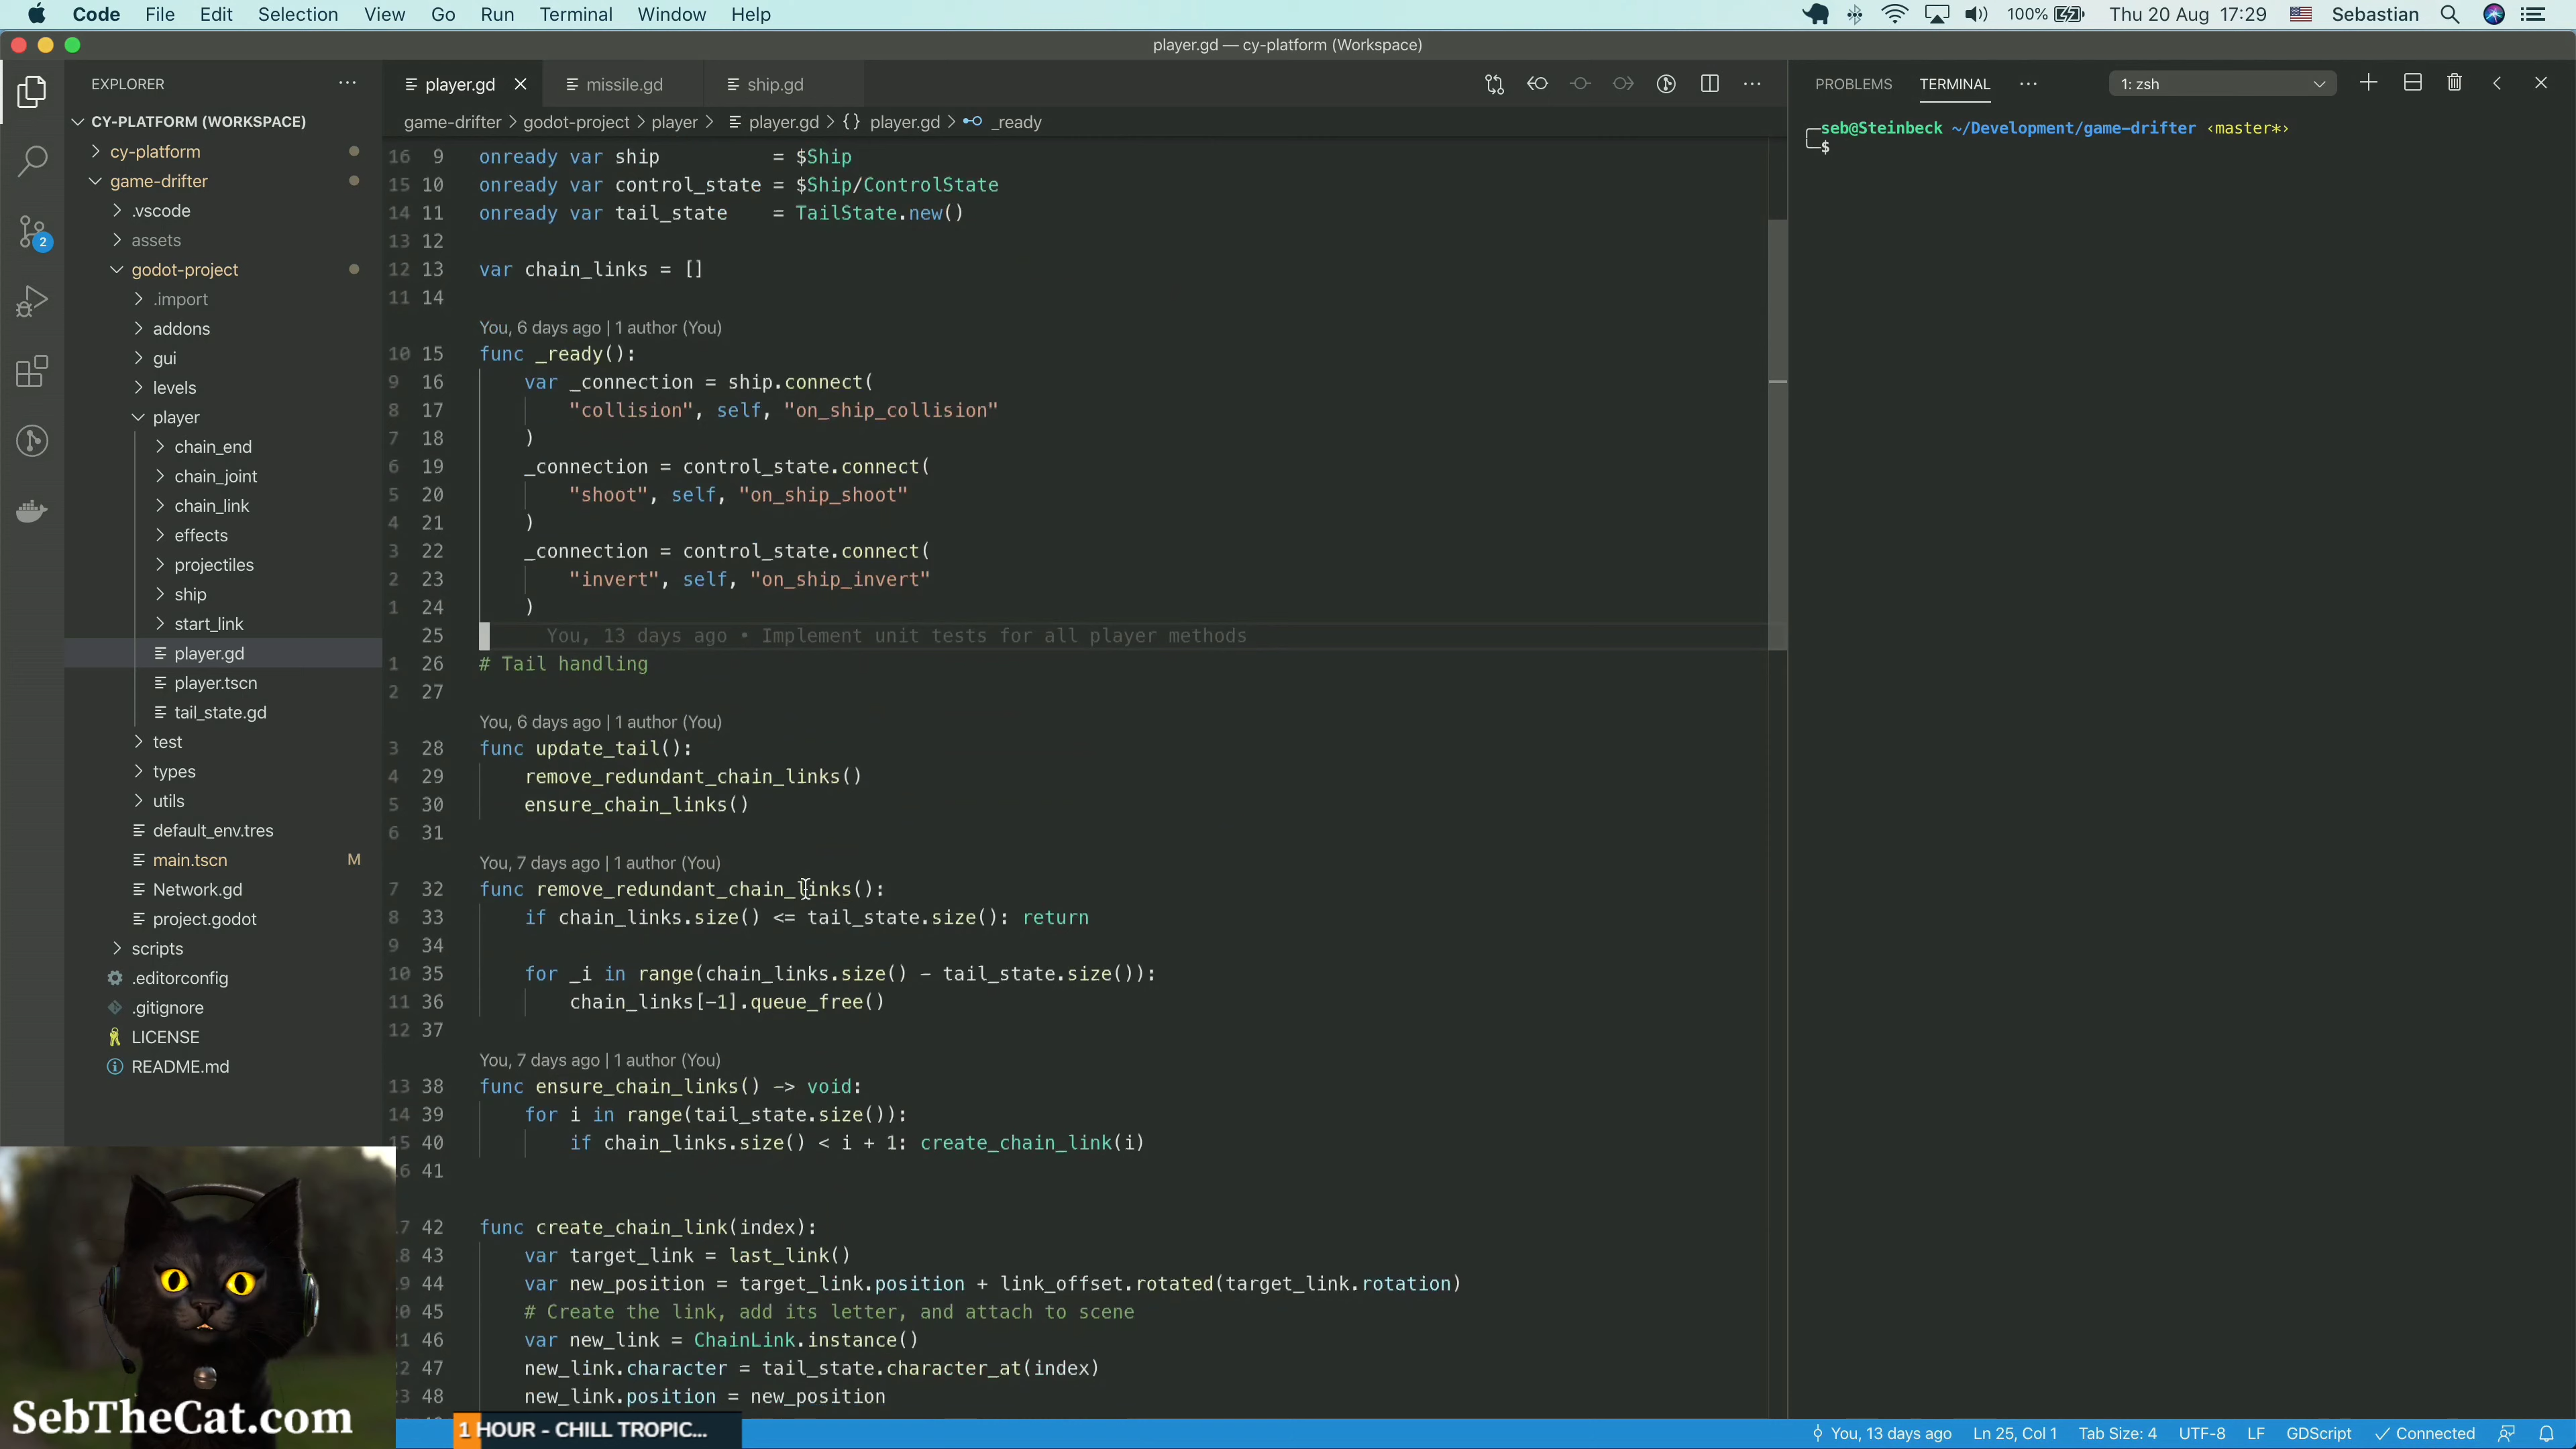 Code File Edit Selection View Go Run Terminal Window Help 100% Thu 20 Aug 17:29 Sebastian
player.gd — cy-platform (Workspace)
EXPLORER ···
player.gd missile.gd ship.gd
PROBLEMS TERMINAL ··· 1: zsh
CY-PLATFORM (WORKSPACE)
cy-platform
game-drifter
.vscode
assets
godot-project
.import
addons
gui
levels
player
chain_end
chain_joint
chain_link
effects
projectiles
ship
start_link
player.gd
player.tscn
tail_state.gd
test
types
utils
default_env.tres
main.tscn M
Network.gd
project.godot
scripts
.editorconfig
.gitignore
LICENSE
README.md
2
game-drifter > godot-project > player > player.gd > {} player.gd > _ready
16 9 onready var ship = $Ship
15 10 onready var control_state = $Ship/ControlState
14 11 onready var tail_state = TailState.new()
13 12
12 13 var chain_links = []
11 14
You, 6 days ago | 1 author (You)
10 15 func _ready():
9 16 var _connection = ship.connect(
8 17 "collision", self, "on_ship_collision"
7 18 )
6 19 _connection = control_state.connect(
5 20 "shoot", self, "on_ship_shoot"
4 21 )
3 22 _connection = control_state.connect(
2 23 "invert", self, "on_ship_invert"
1 24 )
25 You, 13 days ago • Implement unit tests for all player methods
1 26 # Tail handling
2 27
You, 6 days ago | 1 author (You)
3 28 func update_tail():
4 29 remove_redundant_chain_links()
5 30 ensure_chain_links()
6 31
You, 7 days ago | 1 author (You)
7 32 func remove_redundant_chain_links():
8 33 if chain_links.size() <= tail_state.size(): return
9 34
10 35 for _i in range(chain_links.size() - tail_state.size()):
11 36 chain_links[-1].queue_free()
12 37
You, 7 days ago | 1 author (You)
13 38 func ensure_chain_links() -> void:
14 39 for i in range(tail_state.size()):
15 40 if chain_links.size() < i + 1: create_chain_link(i)
6 41
7 42 func create_chain_link(index):
8 43 var target_link = last_link()
9 44 var new_position = target_link.position + link_offset.rotated(target_link.rotation)
20 45 # Create the link, add its letter, and attach to scene
21 46 var new_link = ChainLink.instance()
22 47 new_link.character = tail_state.character_at(index)
23 48 new_link.position = new_position
seb@Steinbeck ~/Development/game-drifter ‹master*›
$
SebTheCat.com
1 HOUR - CHILL TROPIC...
You, 13 days ago Ln 25, Col 1 Tab Size: 4 UTF-8 LF GDScript Connected